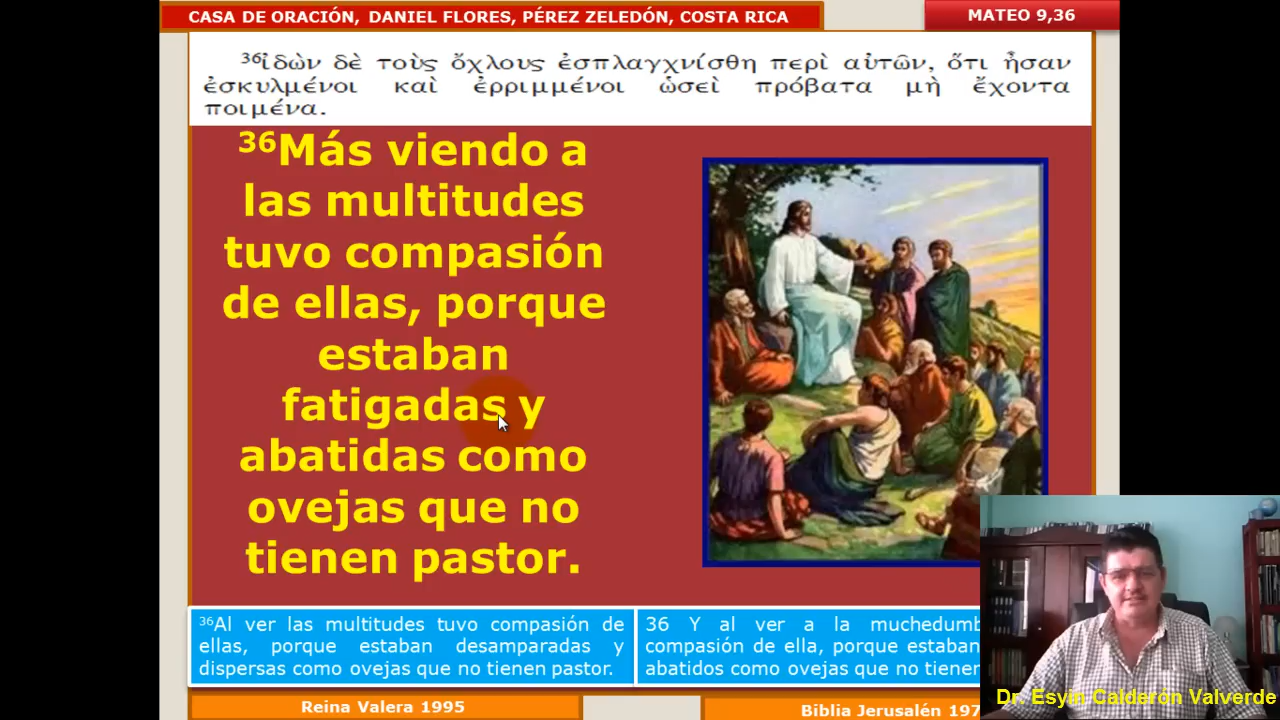 CASA DE ORACIÓN, DANIEL FLORES, PÉREZ ZELEDÓN, COSTA RICA
MATEO 9,36
³⁶ἰδὼν δὲ τοὺς ὄχλους ἐσπλαγχνίσθη περὶ αὐτῶν, ὅτι ἦσαν
ἐσκυλμένοι καὶ ἐρριμμένοι ὡσεὶ πρόβατα μὴ ἔχοντα
ποιμένα.
³⁶Más viendo a
las multitudes
tuvo compasión
de ellas, porque
estaban
fatigadas y
abatidas como
ovejas que no
tienen pastor.
³⁶Al ver las multitudes tuvo compasión de
ellas, porque estaban desamparadas y
dispersas como ovejas que no tienen pastor.
36 Y al ver a la muchedumb
compasión de ella, porque estaban
abatidos como ovejas que no tienen
Reina Valera 1995
Biblia Jerusalén 197
Dr. Esyin Calderón Valverde